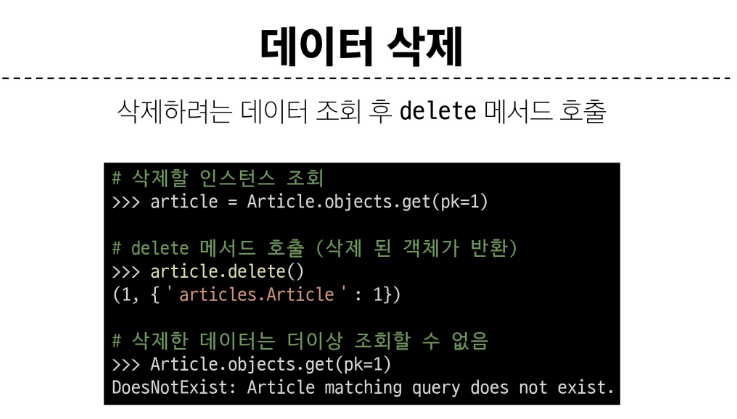 데이터 삭제
삭제하려는 데이터 조회 후 delete 메서드 호출
# 삭제할 인스턴스 조회
>>> article = Article.objects.get(pk=1)
# delete 메서드 호출 (삭제 된 객체가 반환)
>>> article.delete()
(1, {'articles.Article': 1})
# 삭제한 데이터는 더이상 조회할 수 없음
>>> Article.objects.get(pk=1)
DoesNotExist: Article matching query does not exist.